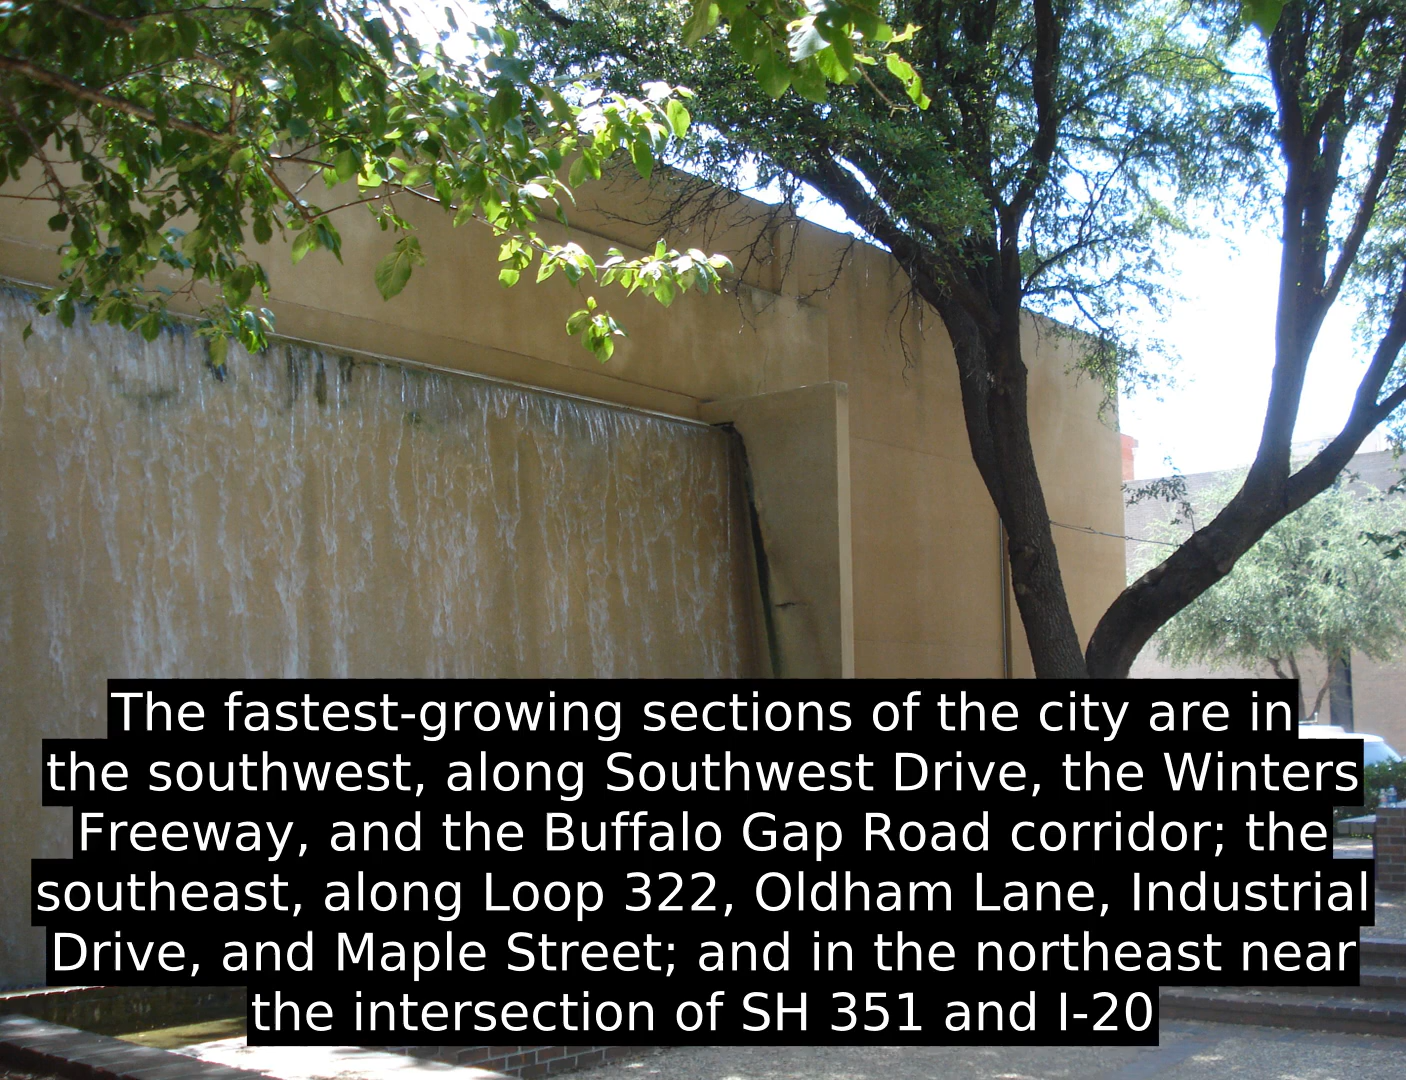 The fastest-growing sections of the city are in
the southwest, along Southwest Drive, the Winters
Freeway, and the Buffalo Gap Road corridor; the
southeast, along Loop 322, Oldham Lane, Industrial
Drive, and Maple Street; and in the northeast near
the intersection of SH 351 and I-20